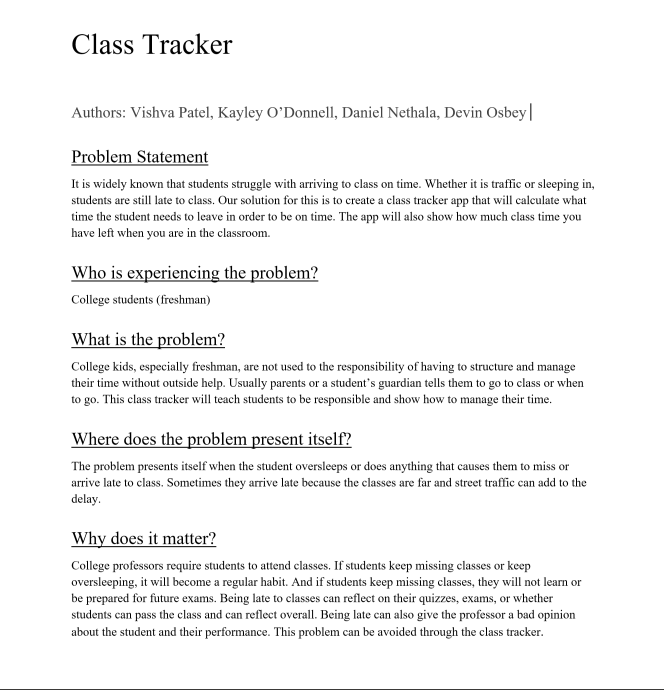 Class Tracker
Authors: Vishva Patel, Kayley O’Donnell, Daniel Nethala, Devin Osbey
Problem Statement
It is widely known that students struggle with arriving to class on time. Whether it is traffic or sleeping in,
students are still late to class. Our solution for this is to create a class tracker app that will calculate what
time the student needs to leave in order to be on time. The app will also show how much class time you
have left when you are in the classroom.
Who is experiencing the problem?
College students (freshman)
What is the problem?
College kids, especially freshman, are not used to the responsibility of having to structure and manage
their time without outside help. Usually parents or a student’s guardian tells them to go to class or when
to go. This class tracker will teach students to be responsible and show how to manage their time.
Where does the problem present itself?
The problem presents itself when the student oversleeps or does anything that causes them to miss or
arrive late to class. Sometimes they arrive late because the classes are far and street traffic can add to the
delay.
Why does it matter?
College professors require students to attend classes. If students keep missing classes or keep
oversleeping, it will become a regular habit. And if students keep missing classes, they will not learn or
be prepared for future exams. Being late to classes can reflect on their quizzes, exams, or whether
students can pass the class and can reflect overall. Being late can also give the professor a bad opinion
about the student and their performance. This problem can be avoided through the class tracker.